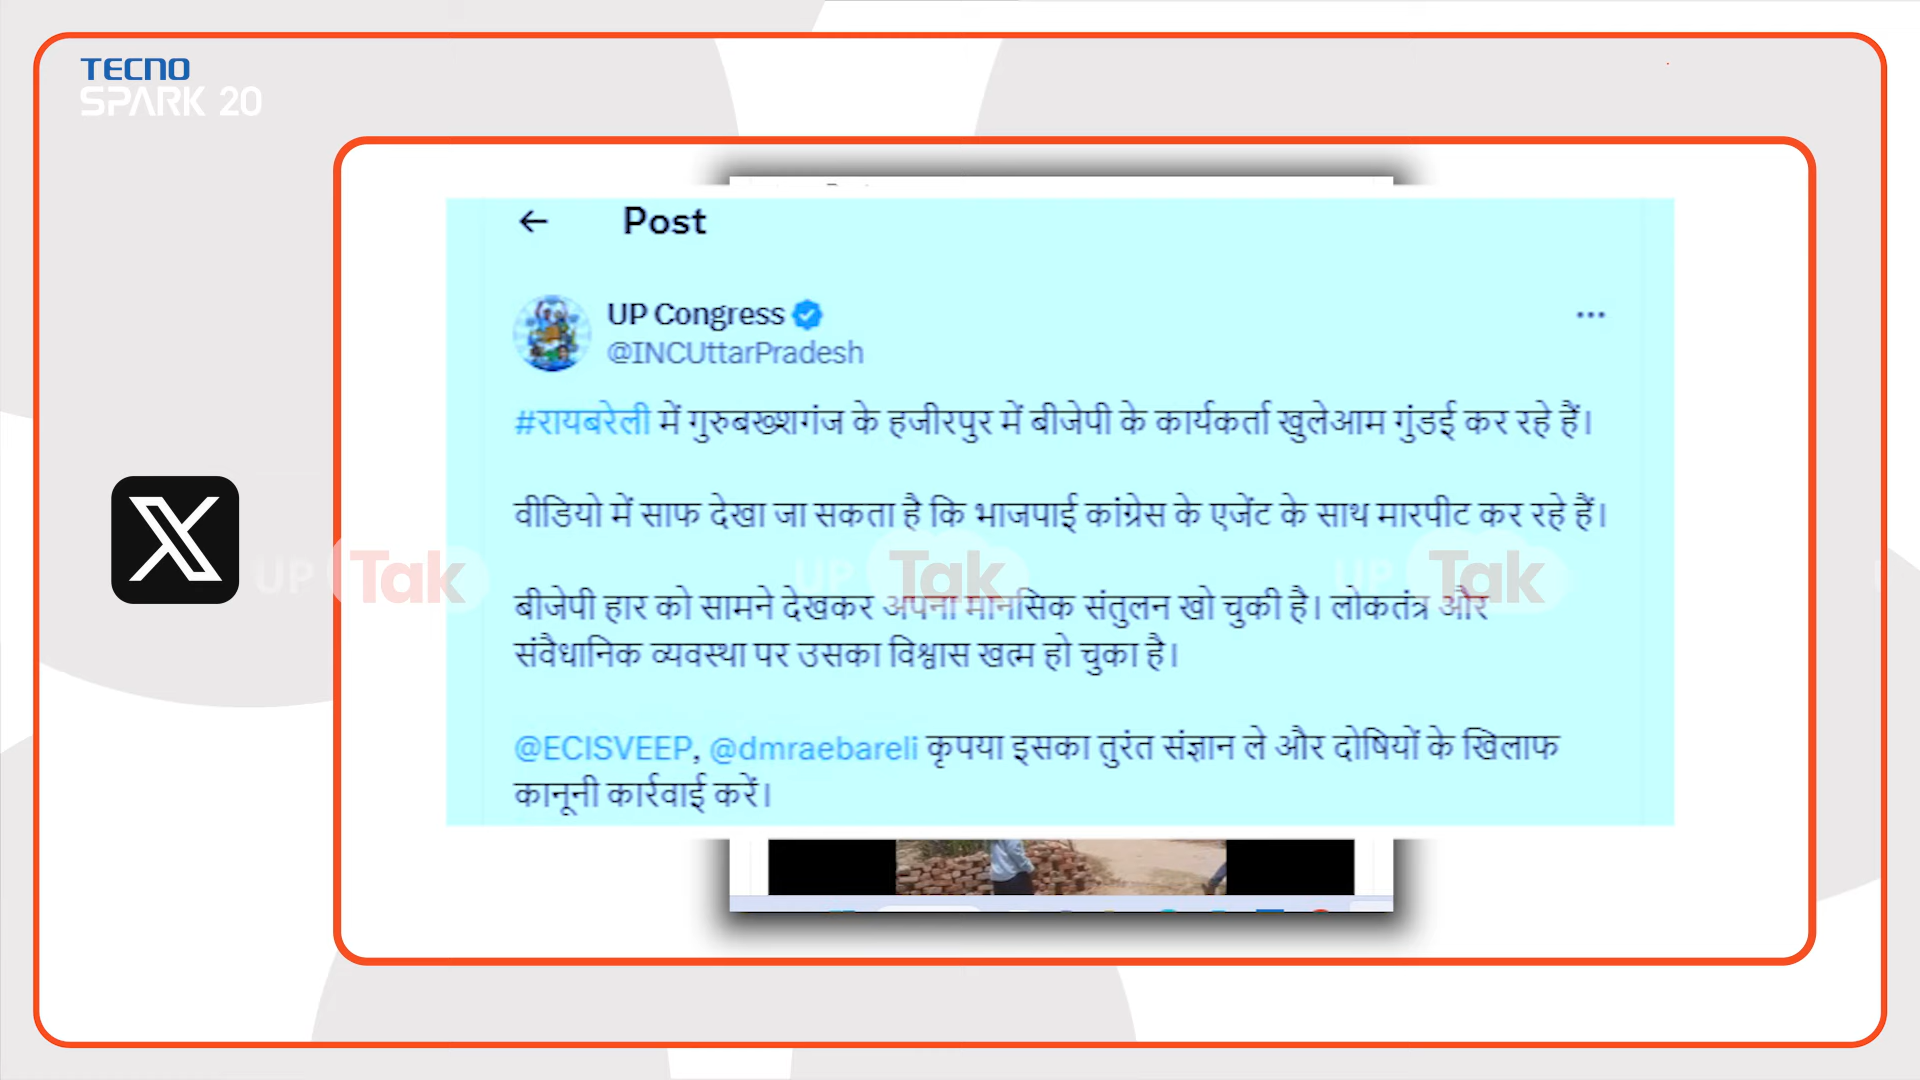 TECNO
SPARK 20
Post
UP Congress
@INCUttarPradesh
#रायबरेली में गुरुबख्शगंज के हजीरपुर में बीजेपी के कार्यकर्ता खुलेआम गुंडई कर रहे हैं।
वीडियो में साफ देखा जा सकता है कि भाजपाई कांग्रेस के एजेंट के साथ मारपीट कर रहे हैं।
UP Tak
UP Tak
UP Tak
बीजेपी हार को सामने देखकर अपना मानसिक संतुलन खो चुकी है। लोकतंत्र और
संवैधानिक व्यवस्था पर उसका विश्वास खत्म हो चुका है।
@ECISVEEP, @dmraebareli कृपया इसका तुरंत संज्ञान ले और दोषियों के खिलाफ
कानूनी कार्रवाई करें।